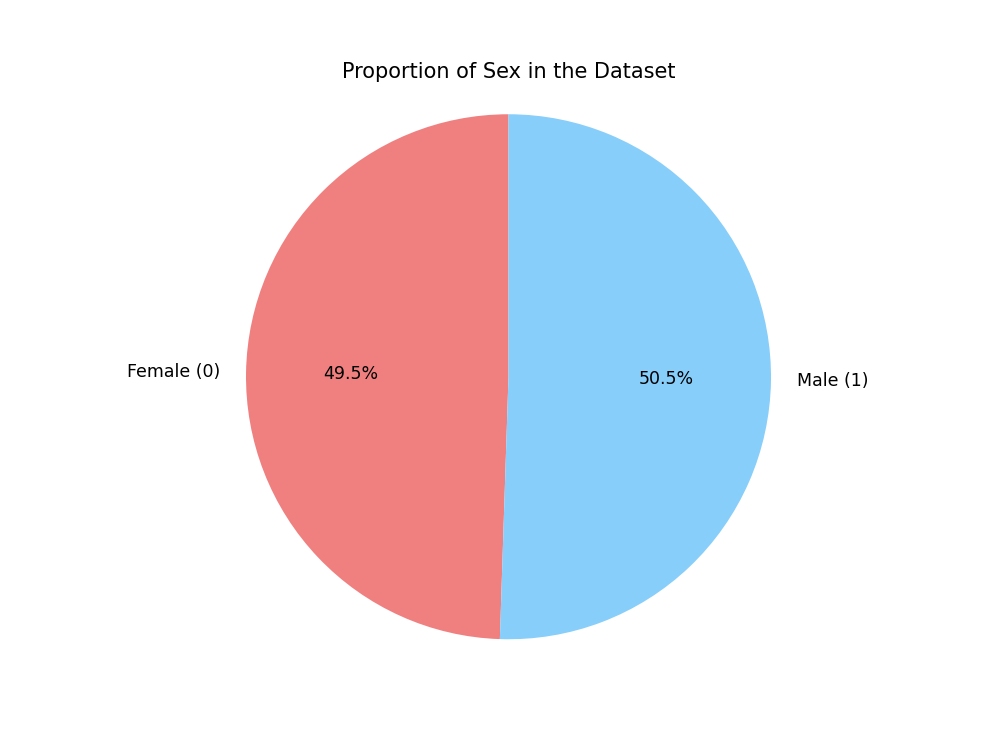 Proportion of Sex in the Dataset
Female (0)
49.5%
50.5%
Male (1)